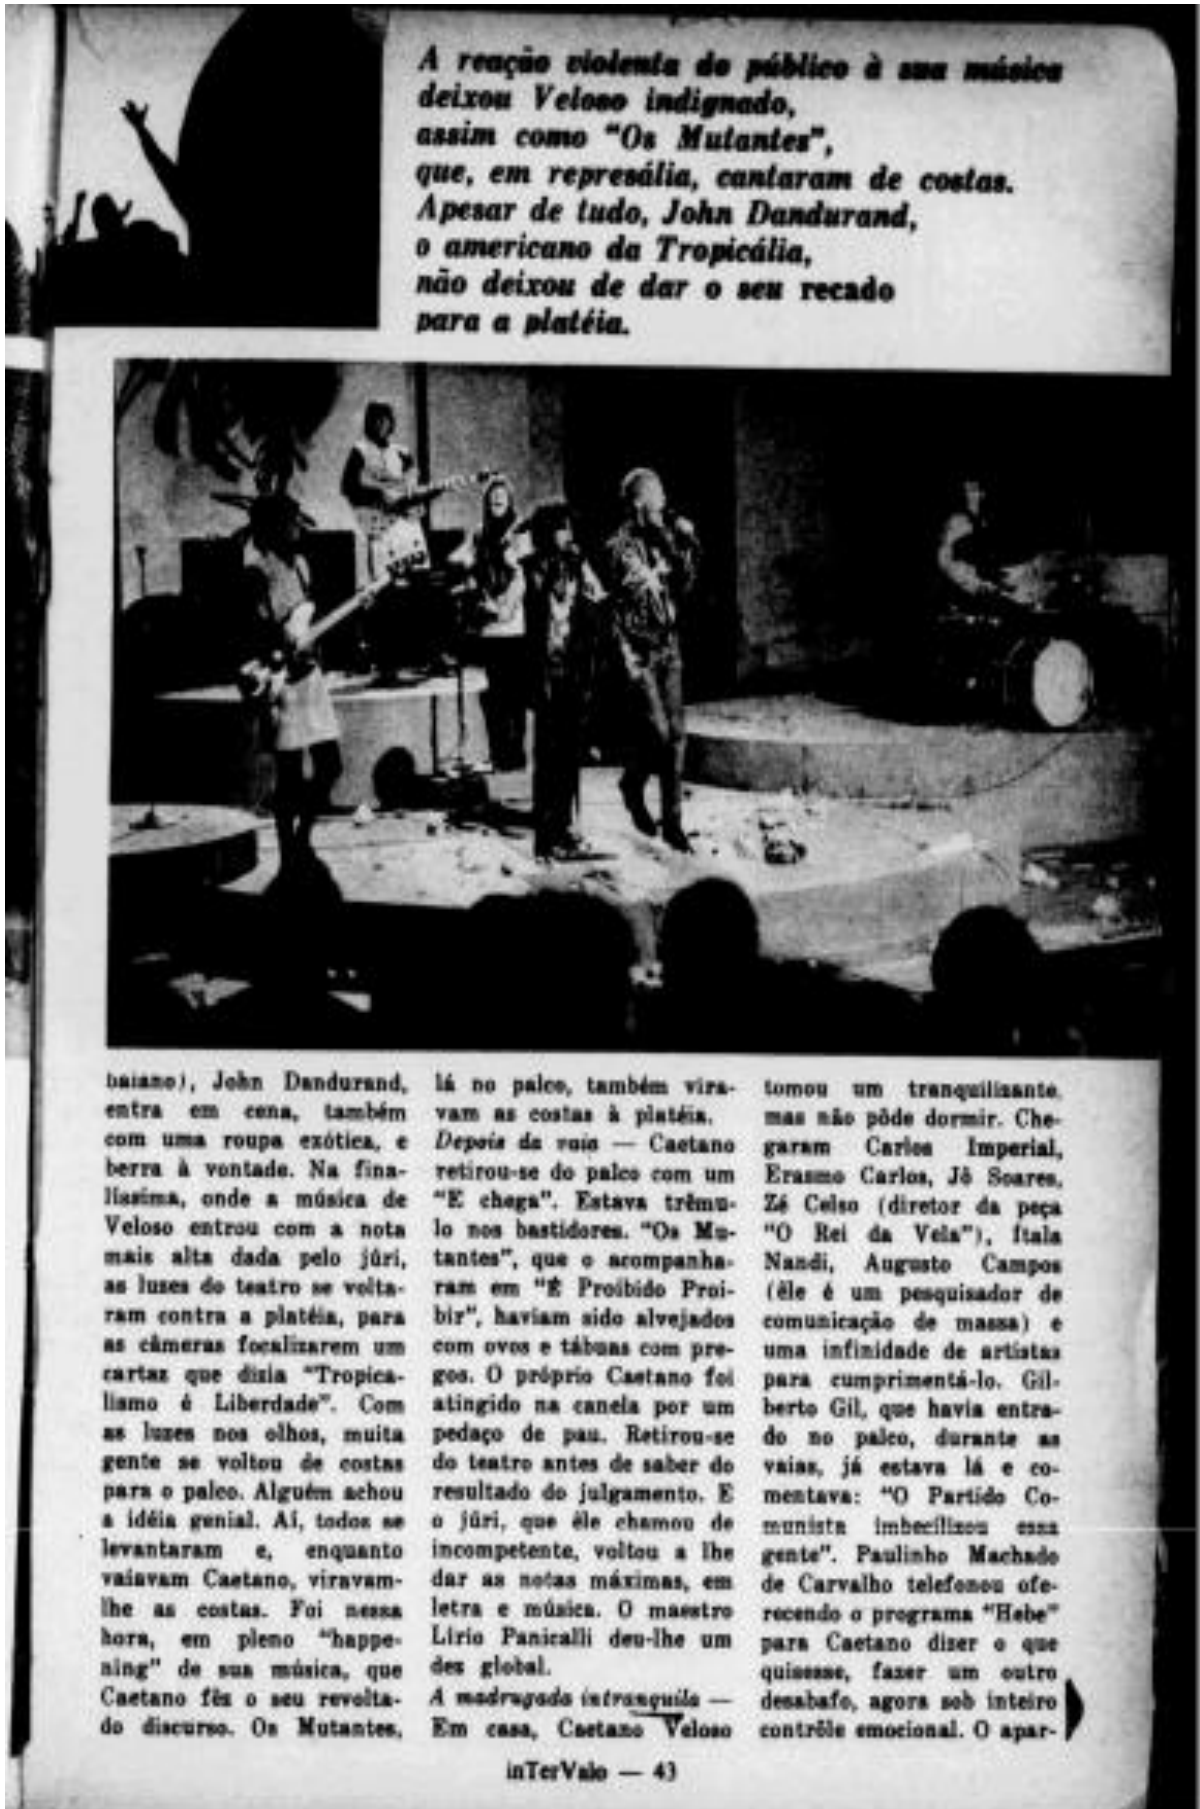 A reação violenta do público à sua música
deixou Veloso indignado,
assim como "Os Mutantes",
que, em represália, cantaram de costas.
Apesar de tudo, John Dandurand,
o americano da Tropicália,
não deixou de dar o seu recado
para a platéia.
baiano), John Dandurand,
entra em cena, também
com uma roupa exótica, e
berra à vontade. Na fina-
líssima, onde a música de
Veloso entrou com a nota
mais alta dada pelo júri,
as luzes do teatro se volta-
ram contra a platéia, para
as câmeras focalizarem um
cartaz que dizia "Tropica-
lismo é Liberdade". Com
as luzes nos olhos, muita
gente se voltou de costas
para o palco. Alguém achou
a idéia genial. Aí, todos se
levantaram e, enquanto
vaiavam Caetano, viravam-
lhe as costas. Foi nessa
hora, em pleno "happe-
ning" de sua música, que
Caetano fês o seu revolta-
do discurso. Os Mutantes,
lá no palco, também vira-
vam as costas à platéia.
Depois da vaia — Caetano
retirou-se do palco com um
"E chega". Estava trêmu-
lo nos bastidores. "Os Mu-
tantes", que o acompanha-
ram em "É Proibido Proi-
bir", haviam sido alvejados
com ovos e tábuas com pre-
gos. O próprio Caetano foi
atingido na canela por um
pedaço de pau. Retirou-se
do teatro antes de saber do
resultado do julgamento. E
o júri, que êle chamou de
incompetente, voltou a lhe
dar as notas máximas, em
letra e música. O maestro
Lírio Panicalli deu-lhe um
dez global.
A madrugada intranquila —
Em casa, Caetano Veloso
tomou um tranquilizante,
mas não pôde dormir. Che-
garam Carlos Imperial,
Erasmo Carlos, Jô Soares,
Zé Celso (diretor da peça
"O Rei da Vela"), Ítala
Nandi, Augusto Campos
(êle é um pesquisador de
comunicação de massa) e
uma infinidade de artistas
para cumprimentá-lo. Gil-
berto Gil, que havia entra-
do no palco, durante as
vaias, já estava lá e co-
mentava: "O Partido Co-
munista imbecilizou essa
gente". Paulinho Machado
de Carvalho telefonou ofe-
recendo o programa "Hebe"
para Caetano dizer o que
quisesse, fazer um outro
desabafo, agora sob inteiro
contrôle emocional. O apar-
inTerValo — 43